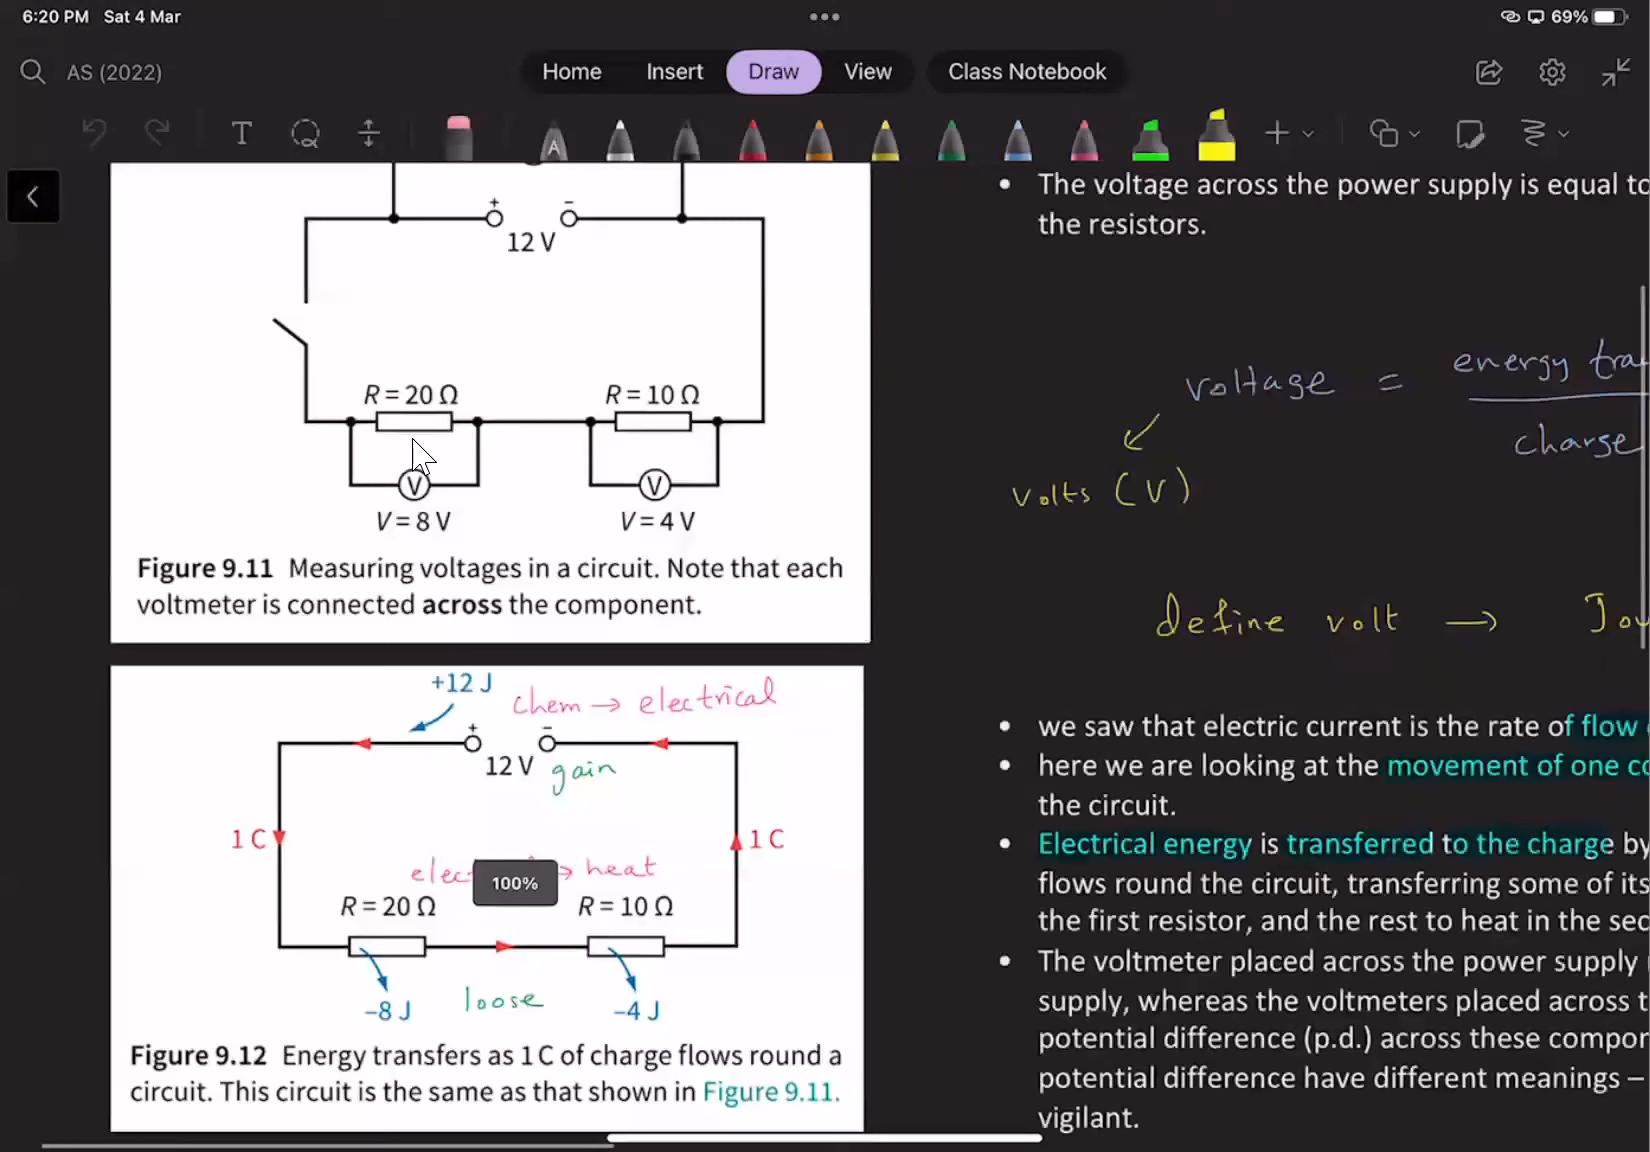 6:20 PM Sat 4 Mar
69%
AS (2022)
Home Insert Draw View Class Notebook
T
A
+ −
12 V
R = 20 Ω R = 10 Ω
V V
V = 8 V V = 4 V
Figure 9.11 Measuring voltages in a circuit. Note that each
voltmeter is connected across the component.
+12 J
chem → electrical
+ −
12 V gain
1 C 1 C
→ heat
100%
R = 20 Ω R = 10 Ω
−8 J loose −4 J
Figure 9.12 Energy transfers as 1 C of charge flows round a
circuit. This circuit is the same as that shown in Figure 9.11.
• The voltage across the power supply is equal to
the resistors.
voltage = energy
charge
volts (V)
define volt →
• we saw that electric current is the rate of flow
• here we are looking at the movement of one
the circuit.
• Electrical energy is transferred to the charge by
flows round the circuit, transferring some of its
the first resistor, and the rest to heat in the
• The voltmeter placed across the power supply
supply, whereas the voltmeters placed across
potential difference (p.d.) across these
potential difference have different meanings –
vigilant.